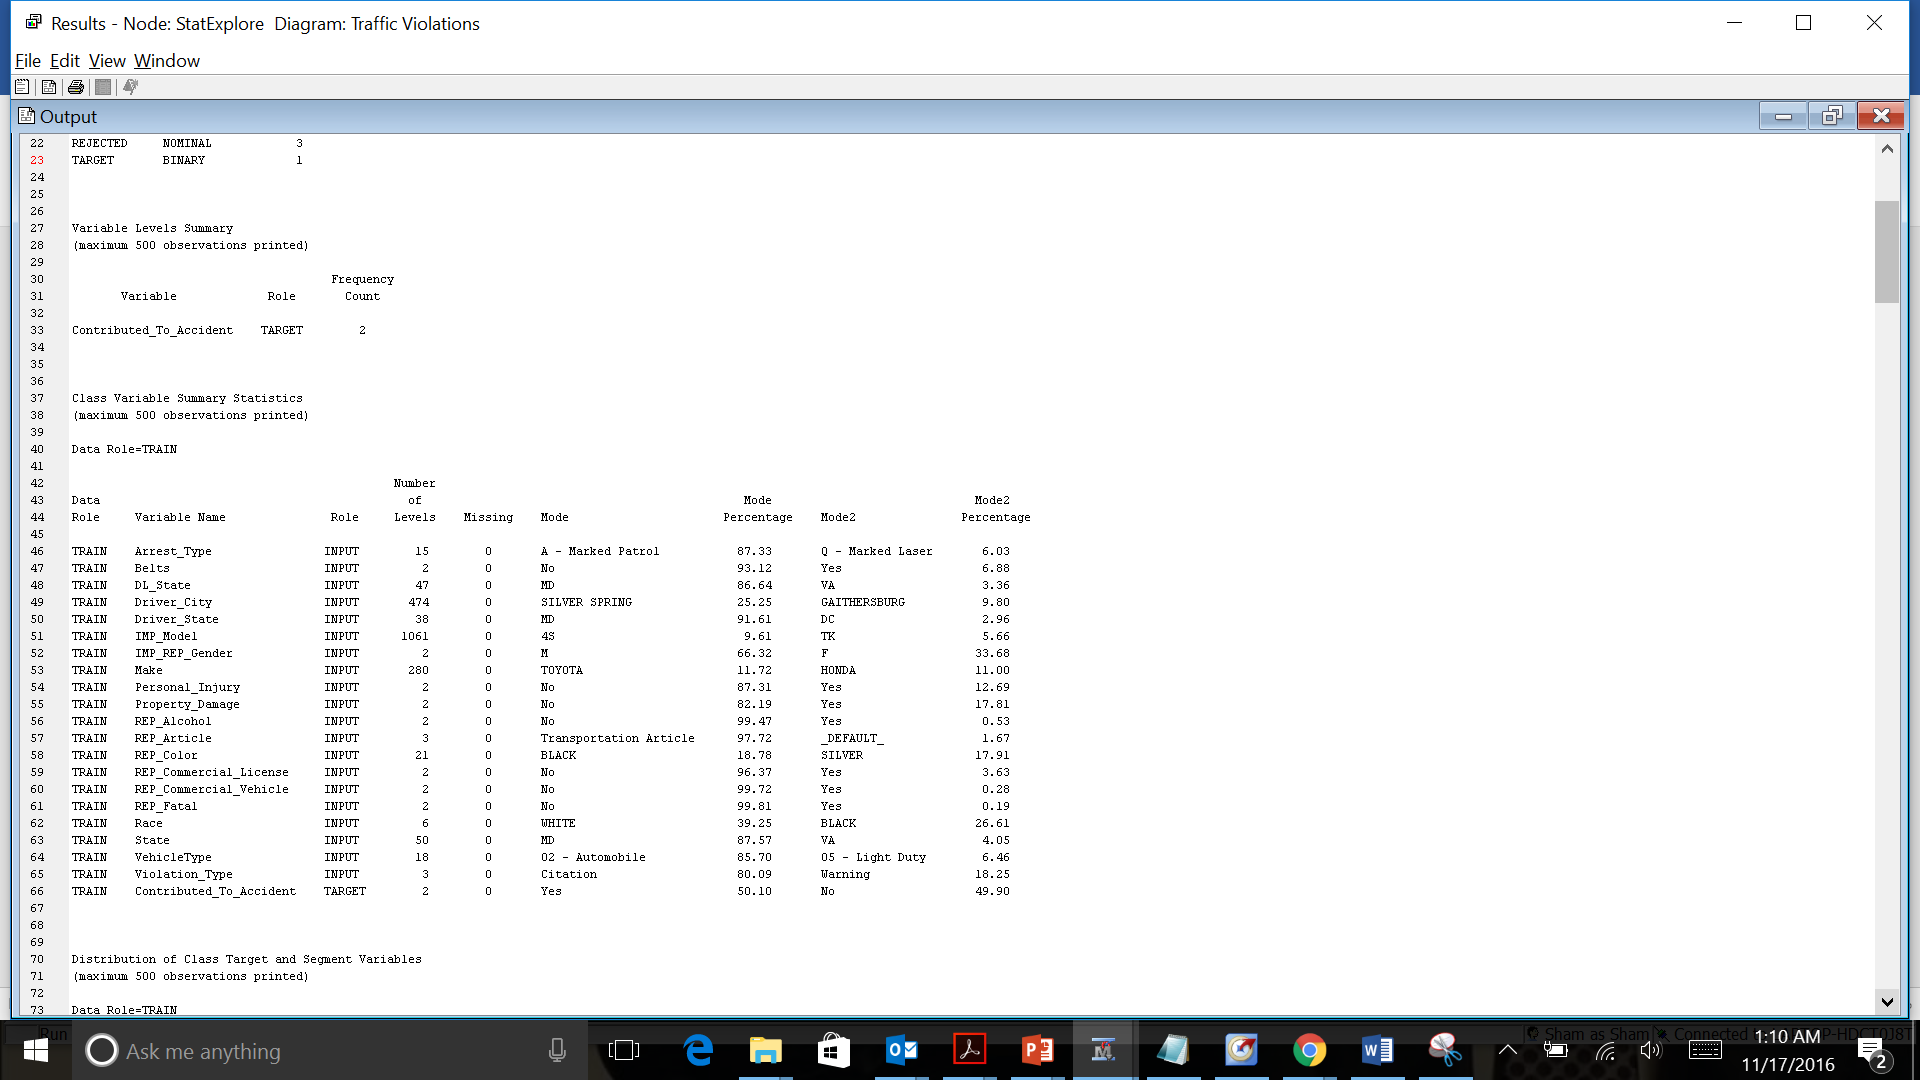 Results - Node: StatExplore Diagram: Traffic Violations
File Edit View Window
Output
22 REJECTED NOMINAL 3
23 TARGET BINARY 1
24
25
26
27 Variable Levels Summary
28 (maximum 500 observations printed)
29
30 Frequency
31 Variable Role Count
32
33 Contributed_To_Accident TARGET 2
34
35
36
37 Class Variable Summary Statistics
38 (maximum 500 observations printed)
39
40 Data Role=TRAIN
41
42 Number
43 Data of Mode Mode2
44 Role Variable Name Role Levels Missing Mode Percentage Mode2 Percentage
45
46 TRAIN Arrest_Type INPUT 15 0 A - Marked Patrol 87.33 Q - Marked Laser 6.03
47 TRAIN Belts INPUT 2 0 No 93.12 Yes 6.88
48 TRAIN DL_State INPUT 47 0 MD 86.64 VA 3.36
49 TRAIN Driver_City INPUT 474 0 SILVER SPRING 25.25 GAITHERSBURG 9.80
50 TRAIN Driver_State INPUT 38 0 MD 91.61 DC 2.96
51 TRAIN IMP_Model INPUT 1061 0 4S 9.61 TK 5.66
52 TRAIN IMP_REP_Gender INPUT 2 0 M 66.32 F 33.68
53 TRAIN Make INPUT 280 0 TOYOTA 11.72 HONDA 11.00
54 TRAIN Personal_Injury INPUT 2 0 No 87.31 Yes 12.69
55 TRAIN Property_Damage INPUT 2 0 No 82.19 Yes 17.81
56 TRAIN REP_Alcohol INPUT 2 0 No 99.47 Yes 0.53
57 TRAIN REP_Article INPUT 3 0 Transportation Article 97.72 _DEFAULT_ 1.67
58 TRAIN REP_Color INPUT 21 0 BLACK 18.78 SILVER 17.91
59 TRAIN REP_Commercial_License INPUT 2 0 No 96.37 Yes 3.63
60 TRAIN REP_Commercial_Vehicle INPUT 2 0 No 99.72 Yes 0.28
61 TRAIN REP_Fatal INPUT 2 0 No 99.81 Yes 0.19
62 TRAIN Race INPUT 6 0 WHITE 39.25 BLACK 26.61
63 TRAIN State INPUT 50 0 MD 87.57 VA 4.05
64 TRAIN VehicleType INPUT 18 0 02 - Automobile 85.70 05 - Light Duty 6.46
65 TRAIN Violation_Type INPUT 3 0 Citation 80.09 Warning 18.25
66 TRAIN Contributed_To_Accident TARGET 2 0 Yes 50.10 No 49.90
67
68
69
70 Distribution of Class Target and Segment Variables
71 (maximum 500 observations printed)
72
73 Data Role=TRAIN
Run
Sham as Sham Connected
Ask me anything
1:10 AM
11/17/2016
2